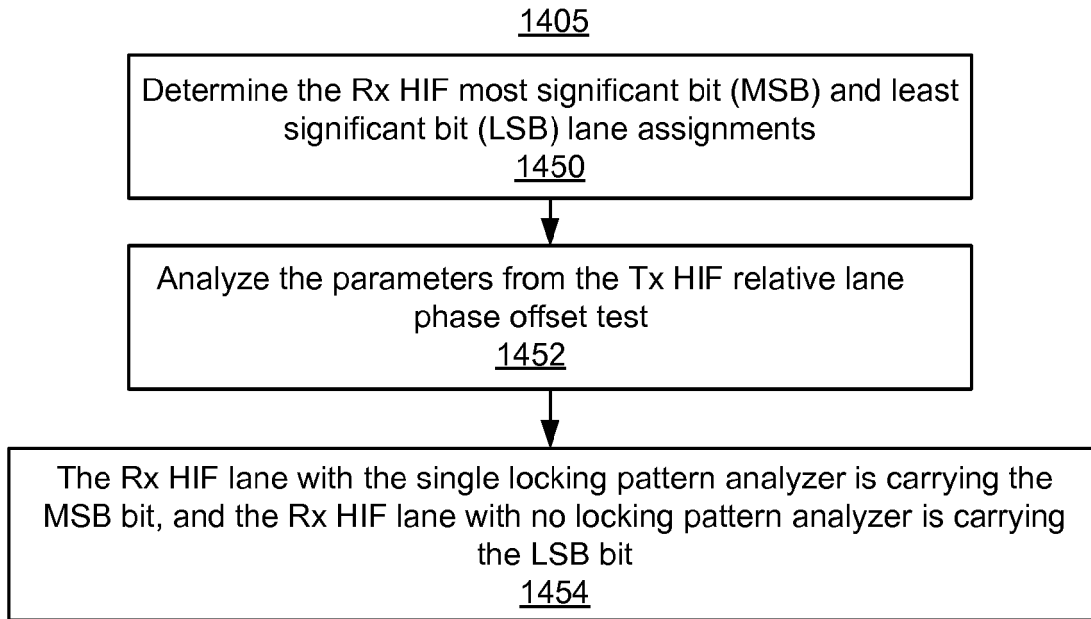 1405
Determine the Rx HIF most significant bit (MSB) and least
significant bit (LSB) lane assignments
1450
Analyze the parameters from the Tx HIF relative lane
phase offset test
1452
The Rx HIF lane with the single locking pattern analyzer is carrying the
MSB bit, and the Rx HIF lane with no locking pattern analyzer is carrying
the LSB bit
1454